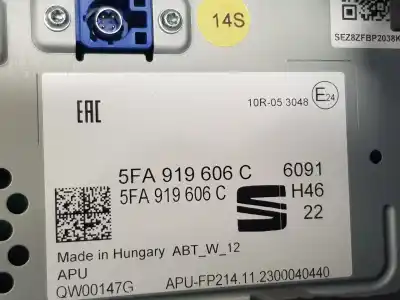 14S
SEZ8ZFBP2038K
EAC
10R-05 3048 E24
5FA 919 606 C 6091
5FA 919 606 C H46
22
Made in Hungary ABT_W_12
APU
QW00147G APU-FP214.11.2300040440